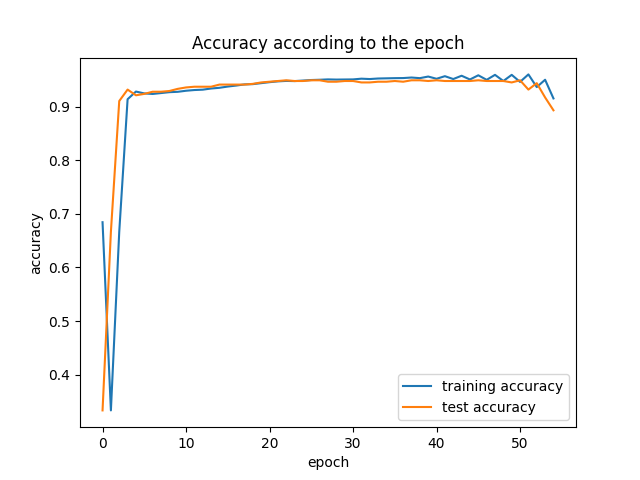 Accuracy according to the epoch
accuracy
0.9
0.8
0.7
0.6
0.5
0.4
training accuracy
test accuracy
0 10 20 30 40 50
epoch